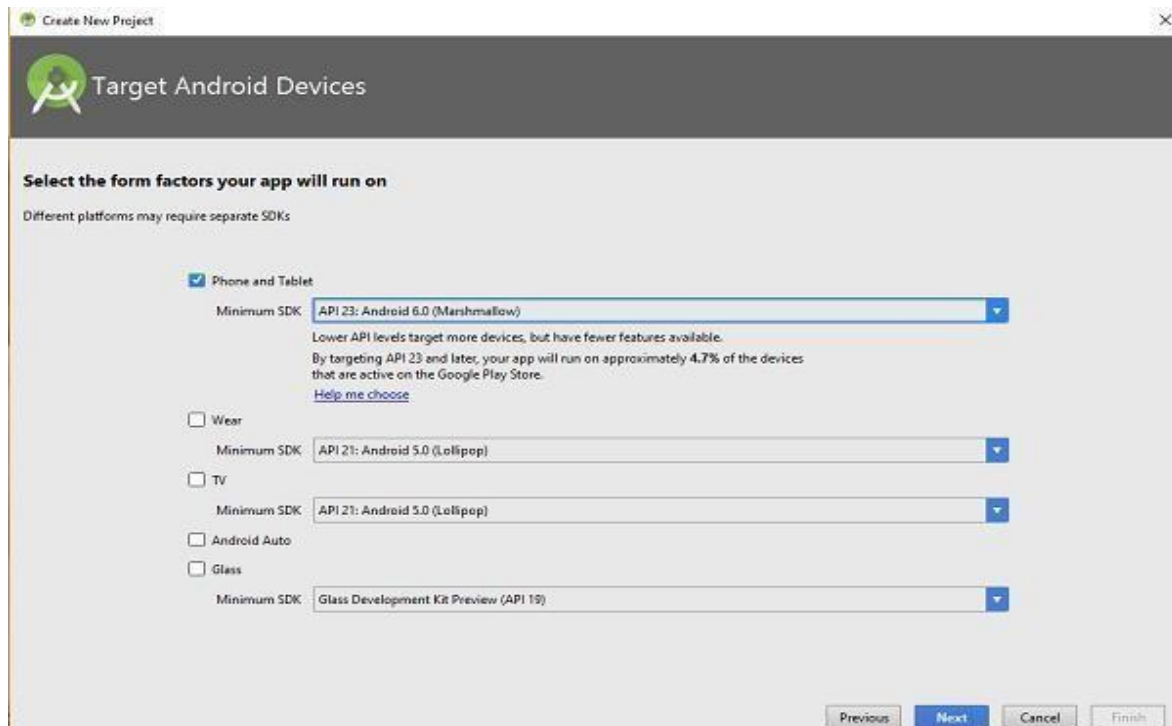 Create New Project
Target Android Devices
Select the form factors your app will run on
Different platforms may require separate SDKs
Phone and Tablet
Minimum SDK API 23: Android 6.0 (Marshmallow)
Lower API levels target more devices, but have fewer features available.
By targeting API 23 and later, your app will run on approximately 4.7% of the devices
that are active on the Google Play Store.
Help me choose
Wear
Minimum SDK API 21: Android 5.0 (Lollipop)
TV
Minimum SDK API 21: Android 5.0 (Lollipop)
Android Auto
Glass
Minimum SDK Glass Development Kit Preview (API 19)
Previous Next Cancel Finish